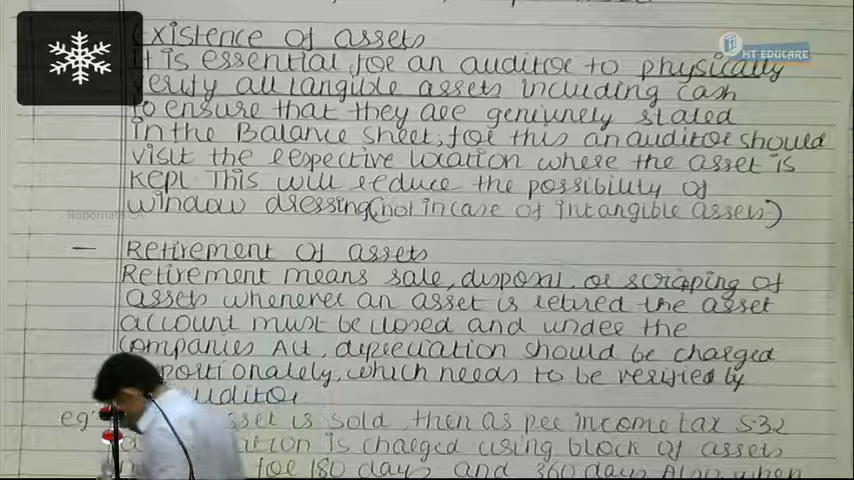 Existence of assets
HT EDUCARE
It is essential for an auditor to physically
verify all tangible assets including cash
to ensure that they are geniunely stated
in the Balance sheet, for this an auditor should
visit the respective location where the asset is
kept This will reduce the possibility of
window dressing (not in case of intangible assets)
— Retirement of assets
Retirement means sale, disposal, or scraping of
assets whenever an asset is retired the asset
account must be closed and under the
companies Act, depreciation should be charged
which needs to be verified by
auditor
eg is sold, then as per income tax S-32
is charged using block of assets
for 180 days and 360 days Also when